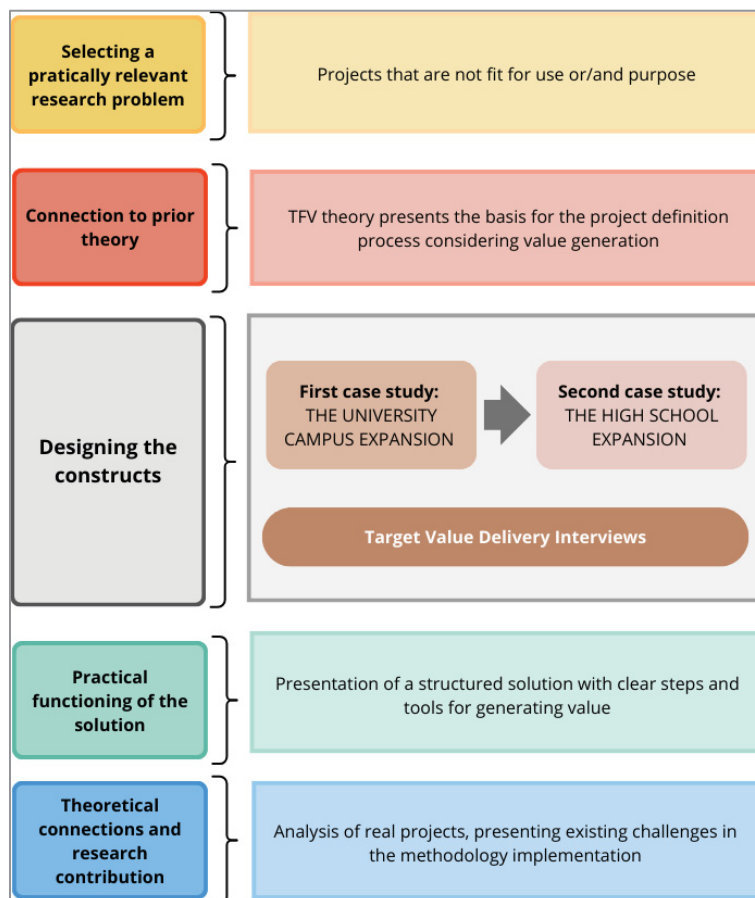 Selecting a
pratically relevant
research problem
Projects that are not fit for use or/and purpose
Connection to prior
theory
TFV theory presents the basis for the project definition
process considering value generation
Designing the
constructs
First case study:
THE UNIVERSITY
CAMPUS EXPANSION
Second case study:
THE HIGH SCHOOL
EXPANSION
Target Value Delivery Interviews
Practical
functioning of the
solution
Presentation of a structured solution with clear steps and
tools for generating value
Theoretical
connections and
research
contribution
Analysis of real projects, presenting existing challenges in
the methodology implementation